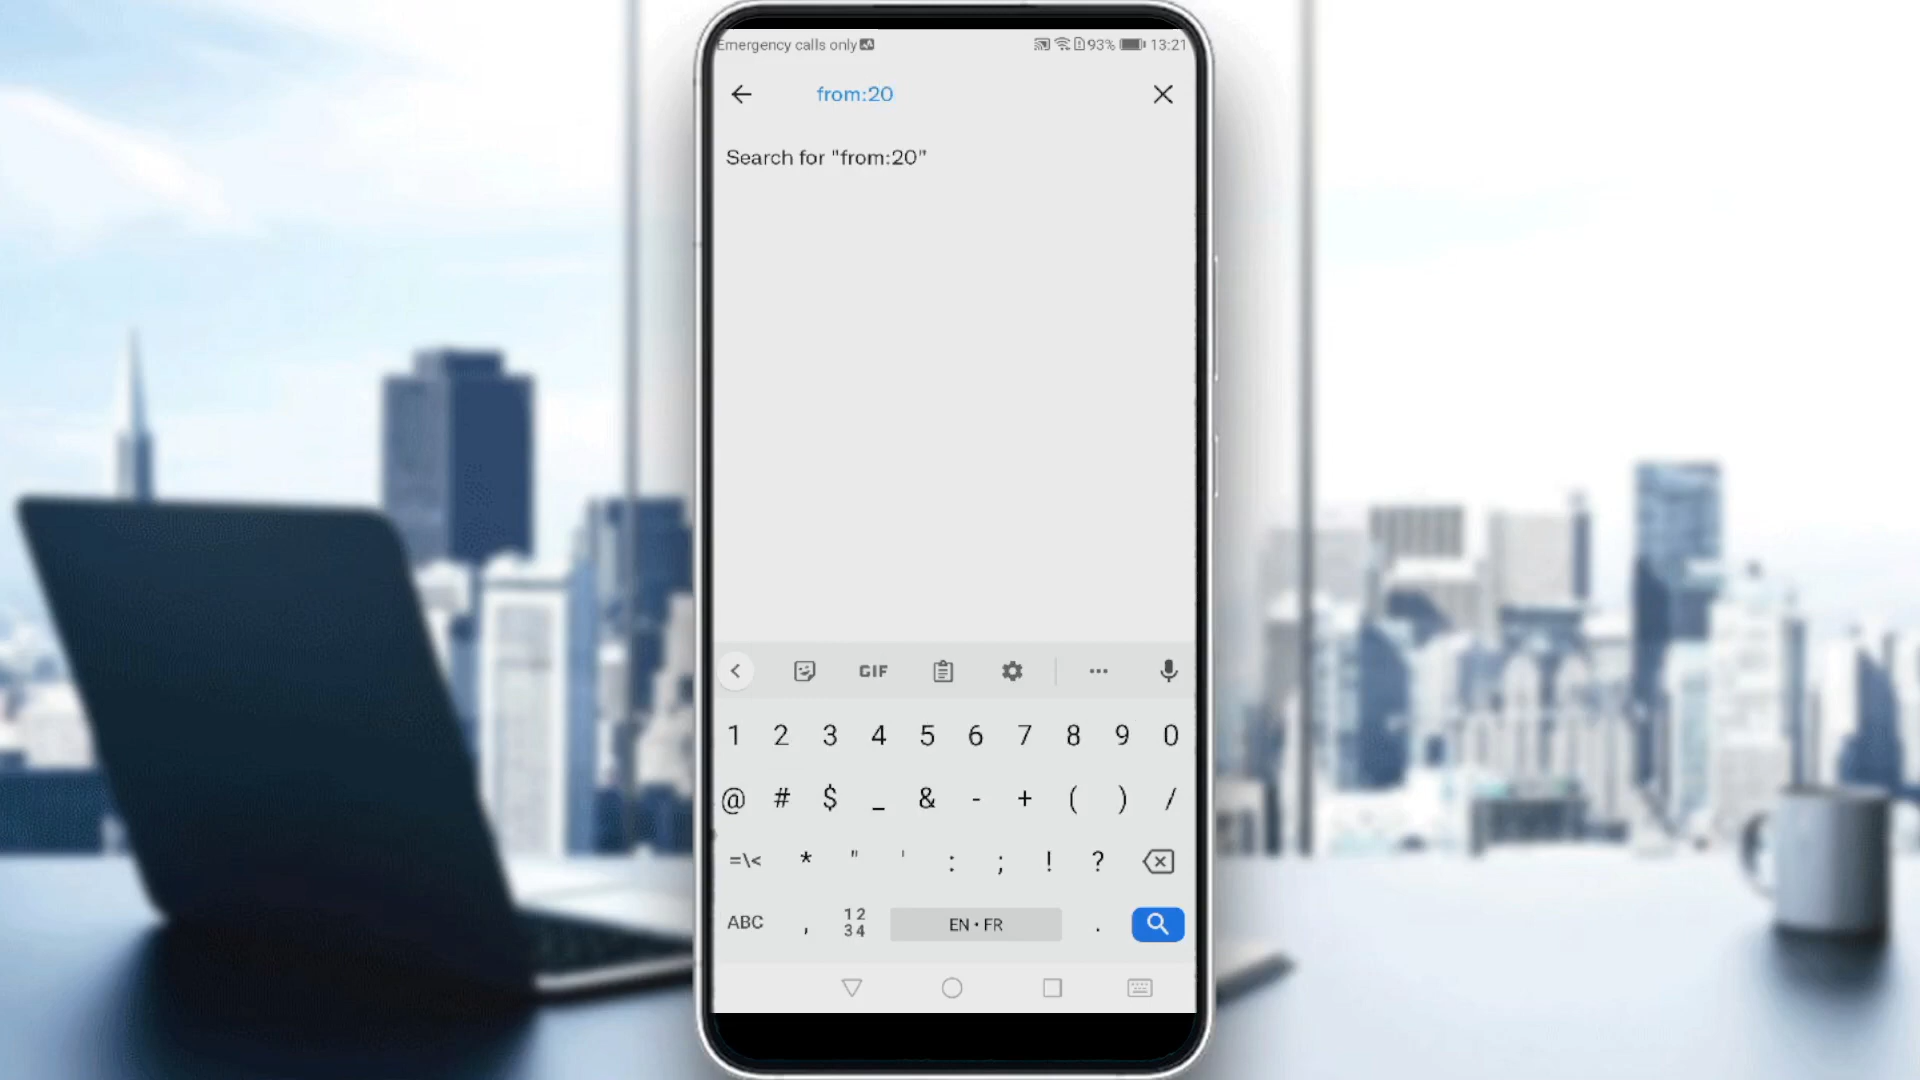 Emergency calls only 93% 13:21
from:20
Search for "from:20"
GIF
1 2 3 4 5 6 7 8 9 0
@ # $ _ & - + ( ) /
=\< * " ' : ; ! ?
ABC , 12 34 EN • FR .